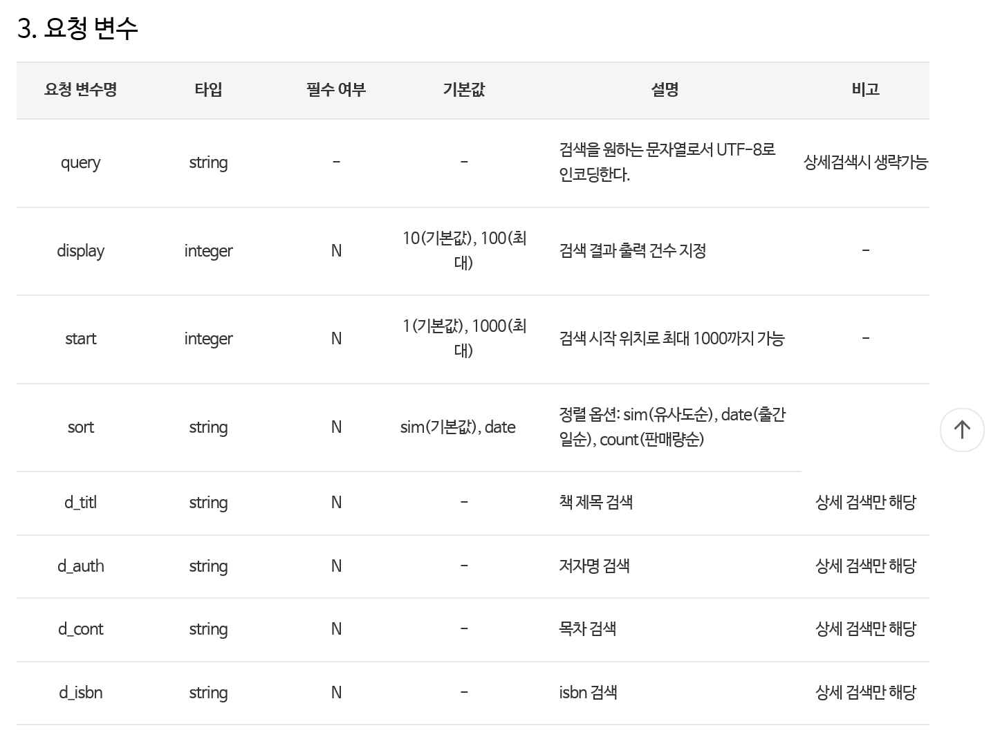 3. 요청 변수
요청 변수명 타입 필수 여부 기본값 설명 비고
query string - - 검색을 원하는 문자열로서 UTF-8로
인코딩한다.
상세검색시 생략가능
display integer N 10(기본값), 100(최
대)
검색 결과 출력 건수 지정 -
start integer N 1(기본값), 1000(최
대)
검색 시작 위치로 최대 1000까지 가능 -
sort string N sim(기본값), date 정렬 옵션: sim(유사도순), date(출간
일순), count(판매량순)
d_titl string N - 책 제목 검색 상세 검색만 해당
d_auth string N - 저자명 검색 상세 검색만 해당
d_cont string N - 목차 검색 상세 검색만 해당
d_isbn string N - isbn 검색 상세 검색만 해당